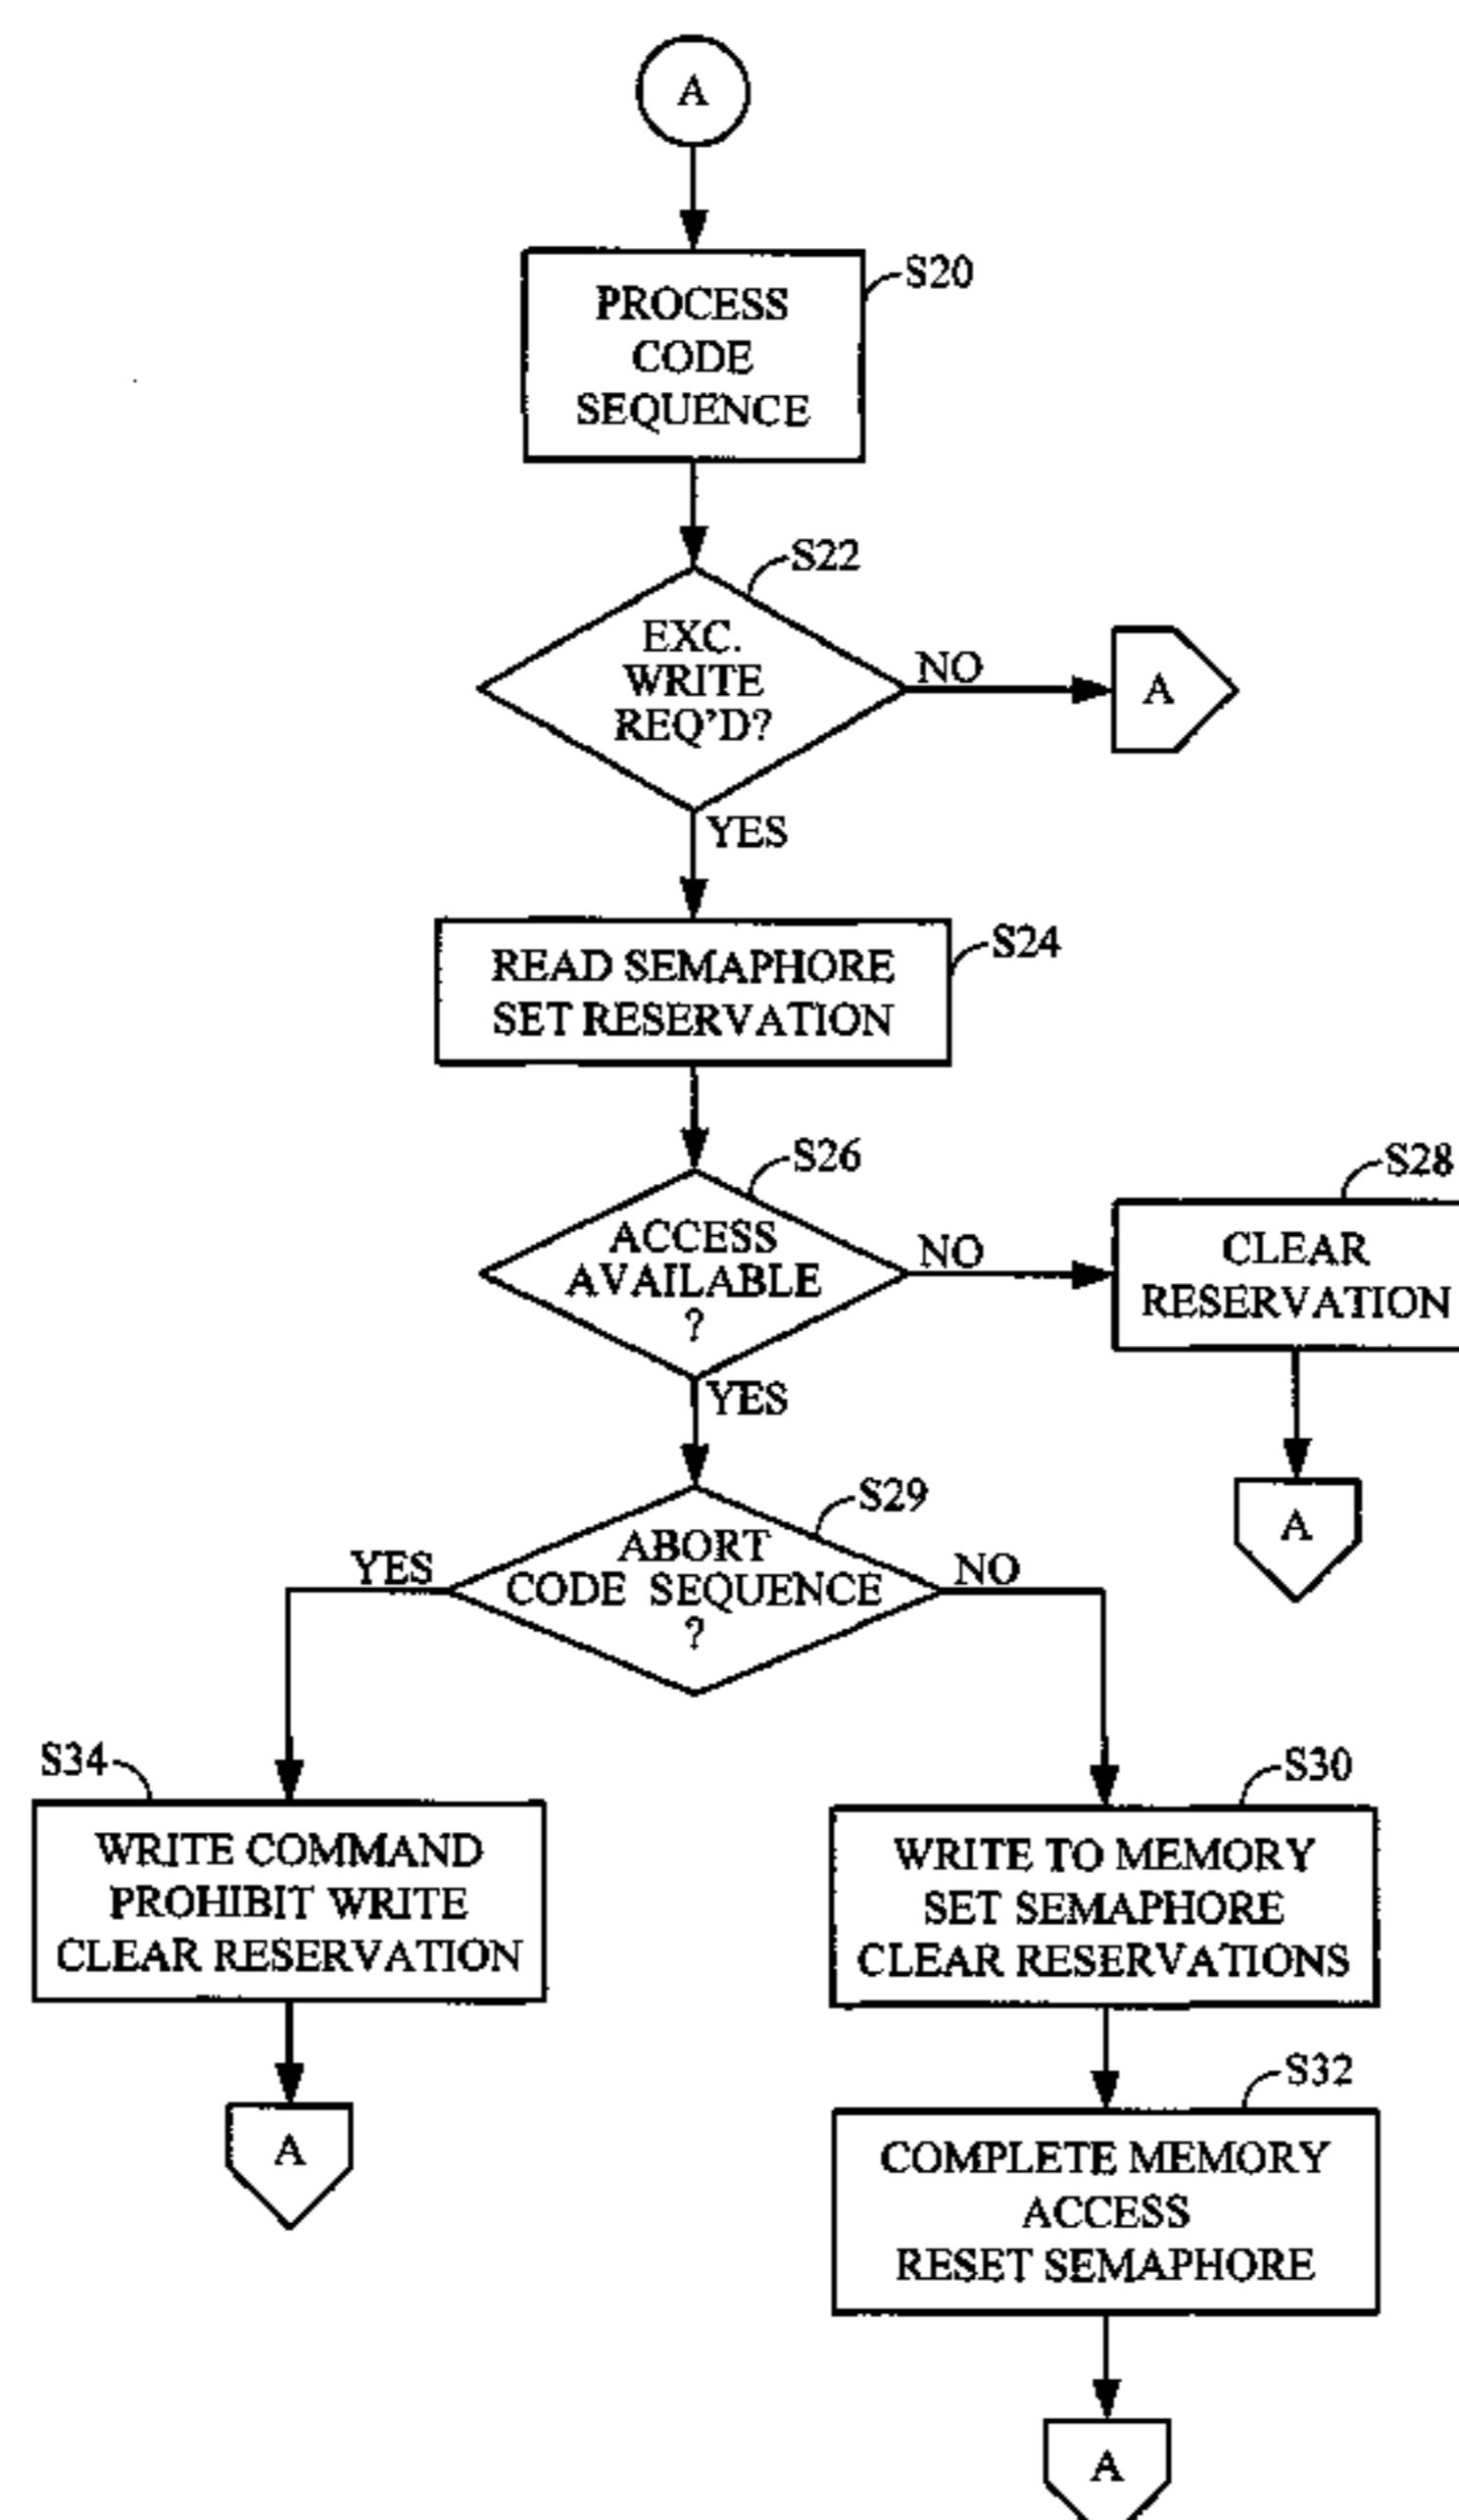 A
S20
PROCESS
CODE
SEQUENCE
S22
EXC.
WRITE
REQ'D?
NO
A
YES
S24
READ SEMAPHORE
SET RESERVATION
S26
ACCESS
AVAILABLE
?
NO
S28
CLEAR
RESERVATION
A
YES
S29
ABORT
CODE SEQUENCE
?
YES
NO
S34
WRITE COMMAND
PROHIBIT WRITE
CLEAR RESERVATION
A
S30
WRITE TO MEMORY
SET SEMAPHORE
CLEAR RESERVATIONS
S32
COMPLETE MEMORY
ACCESS
RESET SEMAPHORE
A